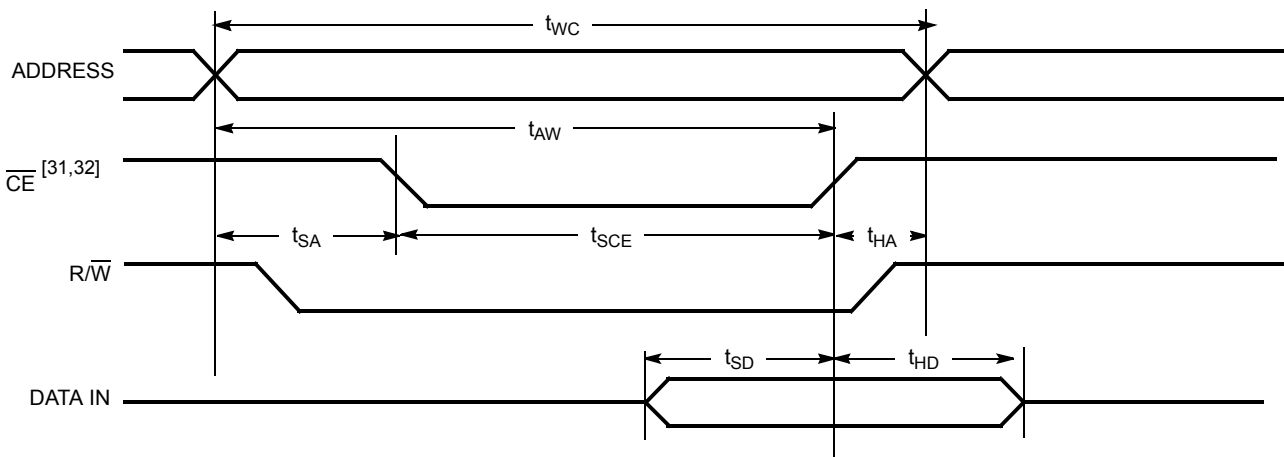 tWC
ADDRESS
tAW
CE [31,32]
tSA tSCE tHA
R/W
tSD tHD
DATA IN